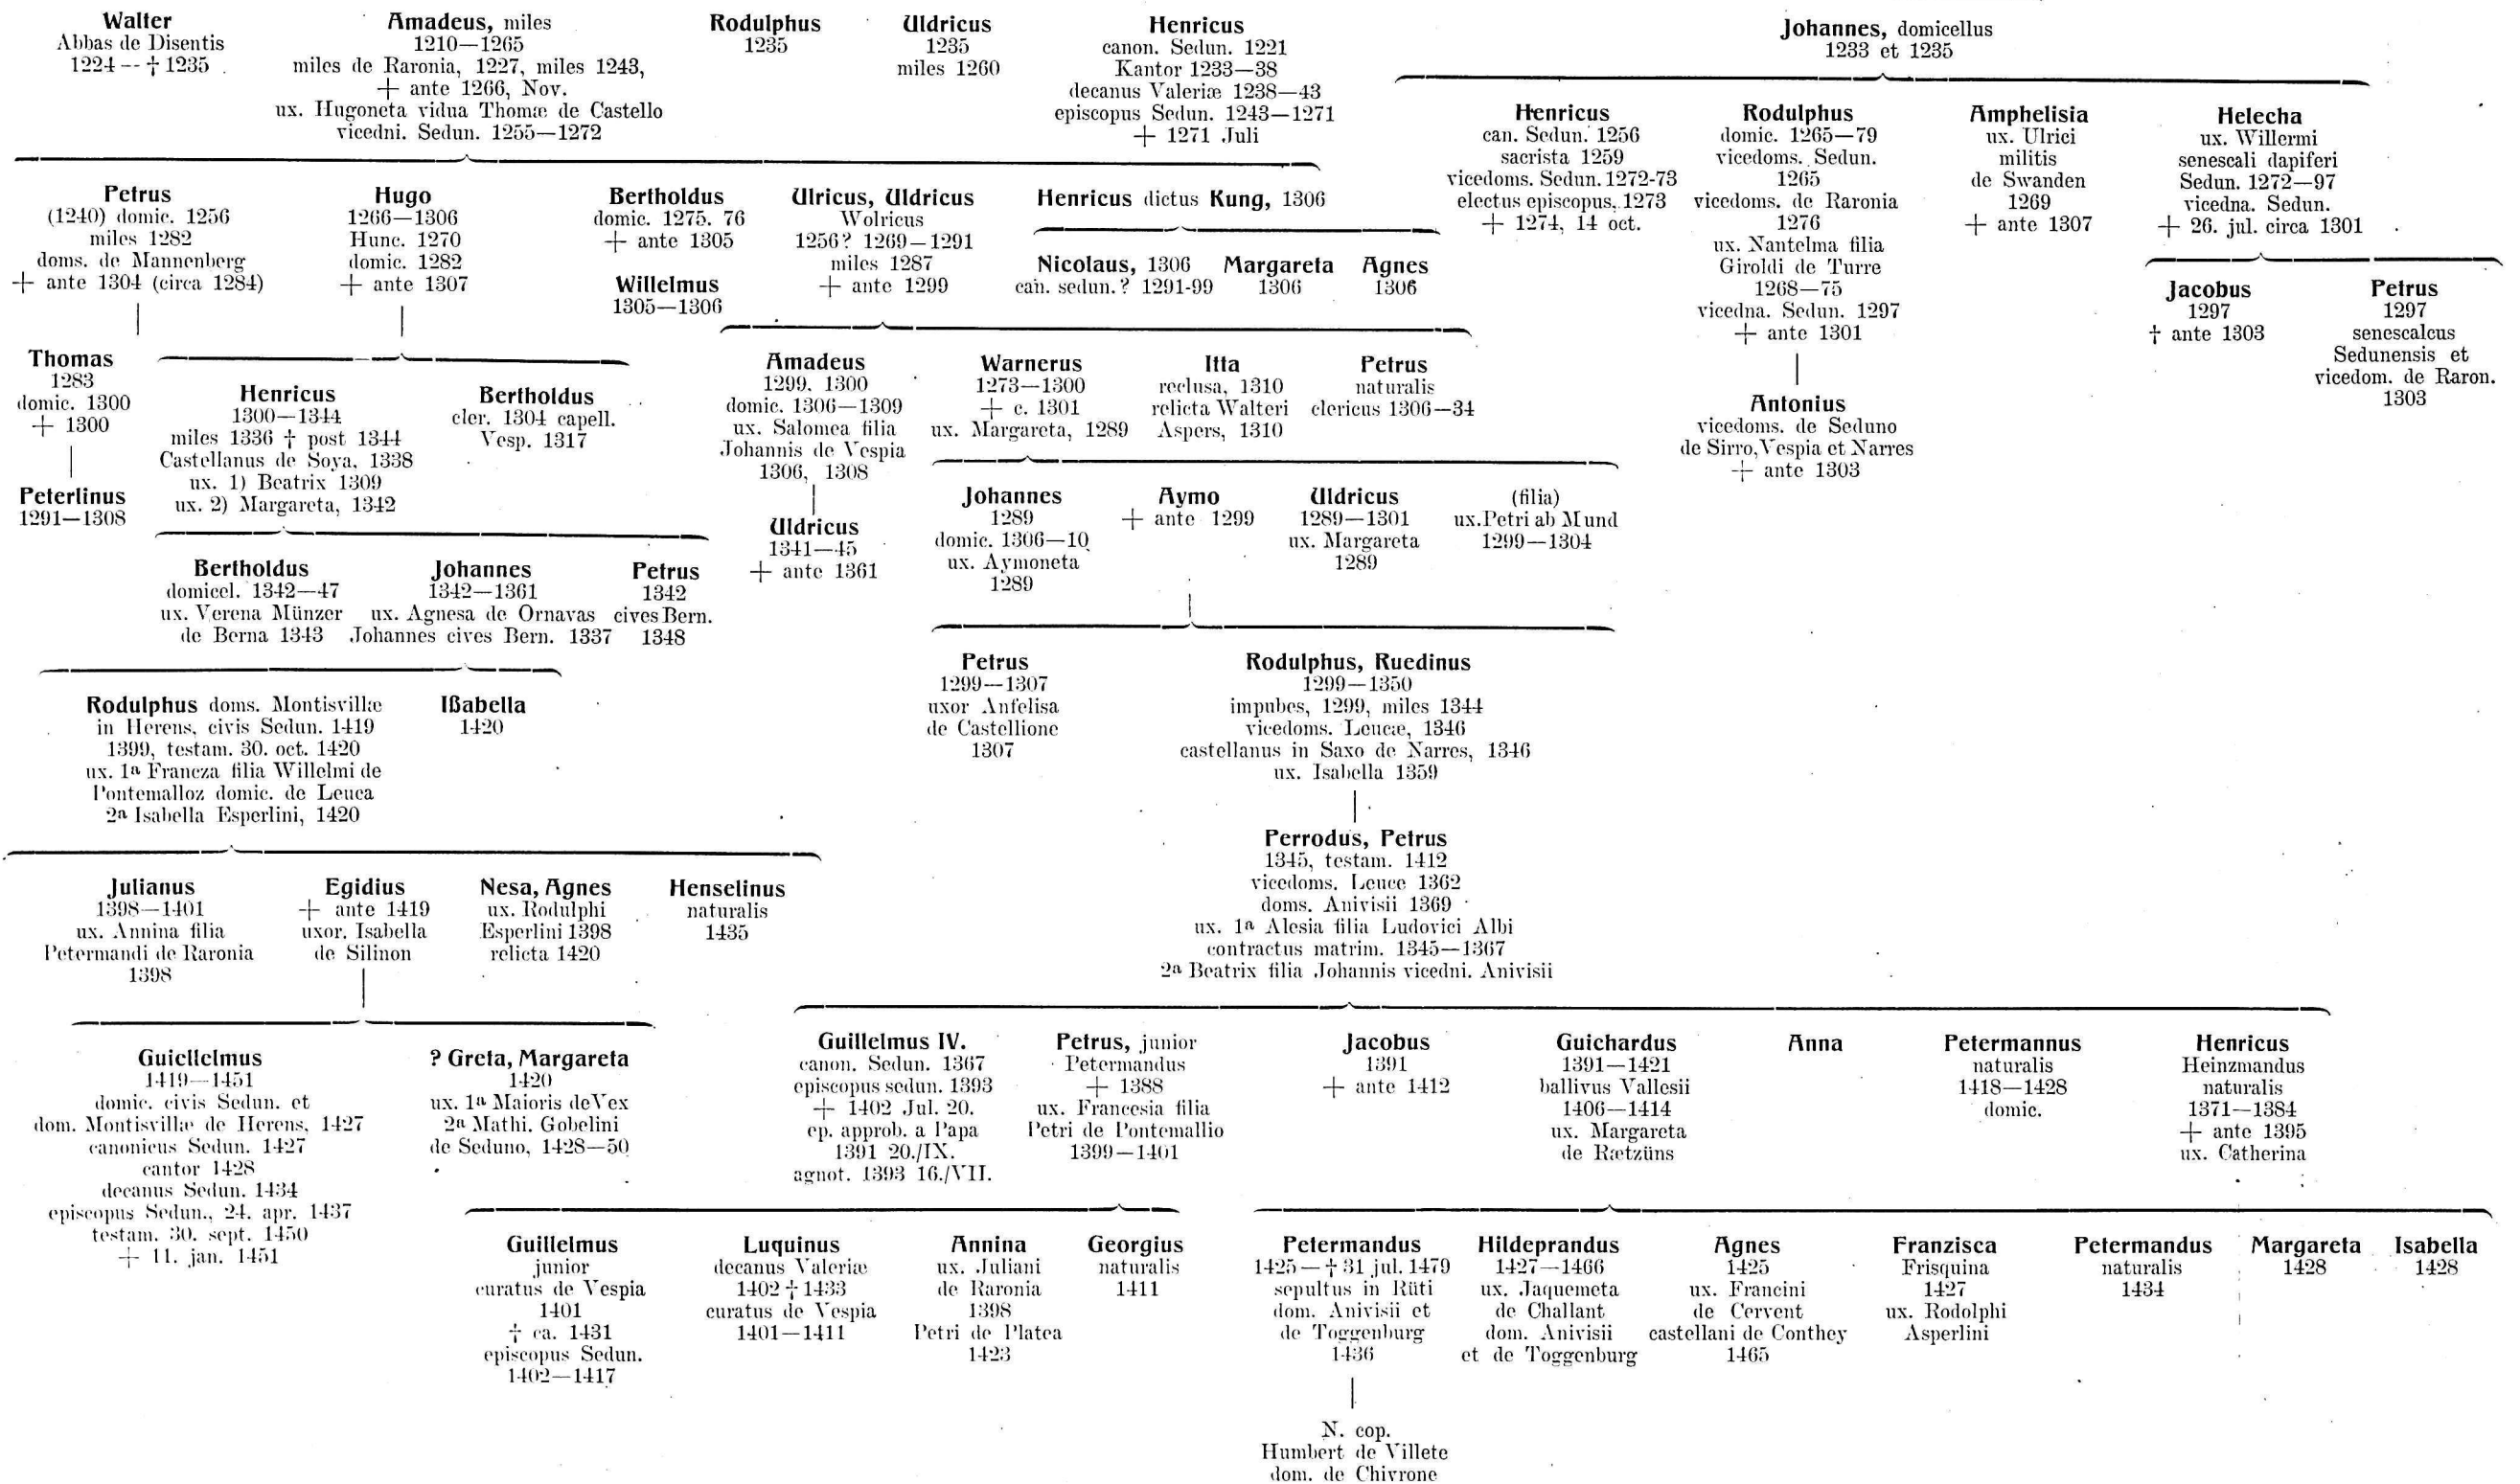 Walter
Abbas de Disentis
1224 -- † 1235
Amadeus, miles
1210—1265
miles de Raronia, 1227, miles 1243,
+ ante 1266, Nov.
ux. Hugoneta vidua Thomæ de Castello
vicedni. Sedun. 1255—1272
Rodulphus
1235
Uldricus
1235
miles 1260
Henricus
canon. Sedun. 1221
Kantor 1233—38
decanus Valeriæ 1238—43
episcopus Sedun. 1243—1271
+ 1271 Juli
Johannes, domicellus
1233 et 1235
Petrus
(1240) domic. 1256
miles 1282
doms. de Mannenberg
+ ante 1304 (circa 1284)
Hugo
1266—1306
Hunc. 1270
domic. 1282
+ ante 1307
Bertholdus
domic. 1275. 76
+ ante 1305
Willelmus
1305—1306
Ulricus, Uldricus
Wolricus
1256? 1269—1291
miles 1287
+ ante 1299
Henricus dictus Kung, 1306
Nicolaus, 1306
can. sedun.? 1291-99
Margareta
1306
Agnes
1306
Henricus
can. Sedun. 1256
sacrista 1259
vicedoms. Sedun. 1272-73
electus episcopus, 1273
+ 1274, 14 oct.
Rodulphus
domic. 1265—79
vicedoms. Sedun.
1265
vicedoms. de Raronia
1276
ux. Nantelma filia
Giroldi de Turre
1268—75
vicedna. Sedun. 1297
+ ante 1301
Amphelisia
ux. Ulrici
militis
de Swanden
1269
+ ante 1307
Helecha
ux. Willermi
senescali dapiferi
Sedun. 1272—97
vicedna. Sedun.
+ 26. jul. circa 1301
Jacobus
1297
† ante 1303
Petrus
1297
senescalcus
Sedunensis et
vicedom. de Raron.
1303
Thomas
1283
domic. 1300
+ 1300
Henricus
1300—1344
miles 1336 † post 1344
Castellanus de Soya, 1338
ux. 1) Beatrix 1309
ux. 2) Margareta, 1342
Bertholdus
cler. 1304 capell.
Vesp. 1317
Amadeus
1299. 1300
domic. 1306—1309
ux. Salomea filia
Johannis de Vespia
1306, 1308
Warnerus
1273—1300
+ c. 1301
ux. Margareta, 1289
Itta
reclusa, 1310
relicta Walteri
Aspers, 1310
Petrus
naturalis
clericus 1306—34
Antonius
vicedoms. de Seduno
de Sirro, Vespia et Narres
+ ante 1303
Peterlinus
1291—1308
Uldricus
1341—45
+ ante 1361
Johannes
1289
domic. 1306—10
ux. Aymoneta
1289
Aymo
+ ante 1299
Uldricus
1289—1301
ux. Margareta
1289
(filia)
ux. Petri ab Mund
1299—1304
Bertholdus
domicel. 1342—47
ux. Verena Münzer
de Berna 1343
Johannes
1342—1361
ux. Agnesa de Ornavas
Johannes cives Bern. 1337
Petrus
1342
cives Bern.
1348
Rodulphus doms. Montisvillæ
in Herens, civis Sedun. 1419
1399, testam. 30. oct. 1420
ux. 1a Francza filia Willelmi de
Pontemalloz domic. de Leuca
2a Isabella Esperlini, 1420
Ißabella
1420
Petrus
1299—1307
uxor Anfelisa
de Castellione
1307
Rodulphus, Ruedinus
1299—1350
impubes, 1299, miles 1344
vicedoms. Leucæ, 1346
castellanus in Saxo de Narres, 1346
ux. Isabella 1359
Perrodus, Petrus
1345, testam. 1412
vicedoms. Leuce 1362
doms. Anivisii 1369
ux. 1a Alesia filia Ludovici Albi
contractus matrim. 1345—1367
2a Beatrix filia Johannis vicedni. Anivisii
Julianus
1398—1401
ux. Annina filia
Petermandi de Raronia
1398
Egidius
+ ante 1419
uxor. Isabella
de Silinon
Nesa, Agnes
ux. Rodulphi
Esperlini 1398
relicta 1420
Henselinus
naturalis
1435
Guiellelmus
1419—1451
domic. civis Sedun. et
dom. Montisvillæ de Herens, 1427
canonicus Sedun. 1427
cantor 1428
decanus Sedun. 1434
episcopus Sedun., 24. apr. 1437
testam. 30. sept. 1450
+ 11. jan. 1451
? Greta, Margareta
1420
ux. 1a Maioris de Vex
2a Mathi. Gobelini
de Seduno, 1428—50
Guillelmus IV.
canon. Sedun. 1367
episcopus sedun. 1393
+ 1402 Jul. 20.
ep. approb. a Papa
1391 20./IX.
agnot. 1393 16./VII.
Petrus, junior
Petermandus
+ 1388
ux. Francesia filia
Petri de Pontemallio
1399—1401
Jacobus
1391
+ ante 1412
Guichardus
1391—1421
ballivus Vallesii
1406—1414
ux. Margareta
de Rætzüns
Anna
Petermannus
naturalis
1418—1428
domic.
Henricus
Heinzmandus
naturalis
1371—1384
+ ante 1395
ux. Catherina
Guillelmus
junior
curatus de Vespia
1401
† ca. 1431
episcopus Sedun.
1402—1417
Luquinus
decanus Valeriæ
1402 † 1433
curatus de Vespia
1401—1411
Annina
ux. Juliani
de Raronia
1398
Petri de Platea
1423
Georgius
naturalis
1411
Petermandus
1425—† 31 jul. 1479
sepultus in Rüti
dom. Anivisii et
de Toggenburg
1436
Hildeprandus
1427—1466
ux. Jaquemeta
de Challant
dom. Anivisii
et de Toggenburg
Agnes
1425
ux. Francini
de Cervent
castellani de Conthey
1465
Franzisca
Frisquina
1427
ux. Rodolphi
Asperlini
Petermandus
naturalis
1434
Margareta
1428
Isabella
1428
N. cop.
Humbert de Villete
dom. de Chivrone